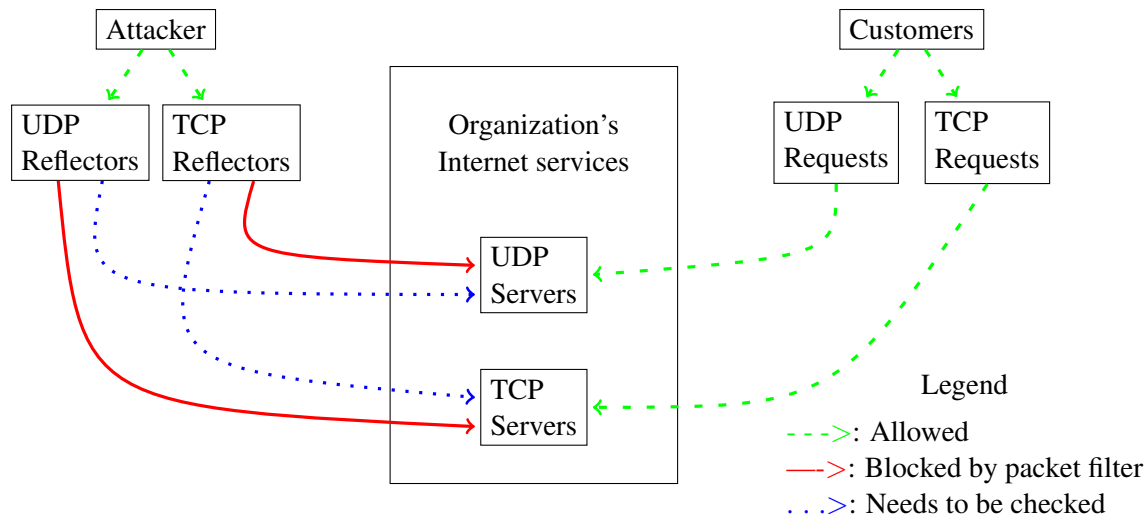 Attacker
Customers
UDP
Reflectors
TCP
Reflectors
Organization's
Internet services
UDP
Requests
TCP
Requests
UDP
Servers
TCP
Servers
Legend
- - ->: Allowed
—->: Blocked by packet filter
. . .>: Needs to be checked